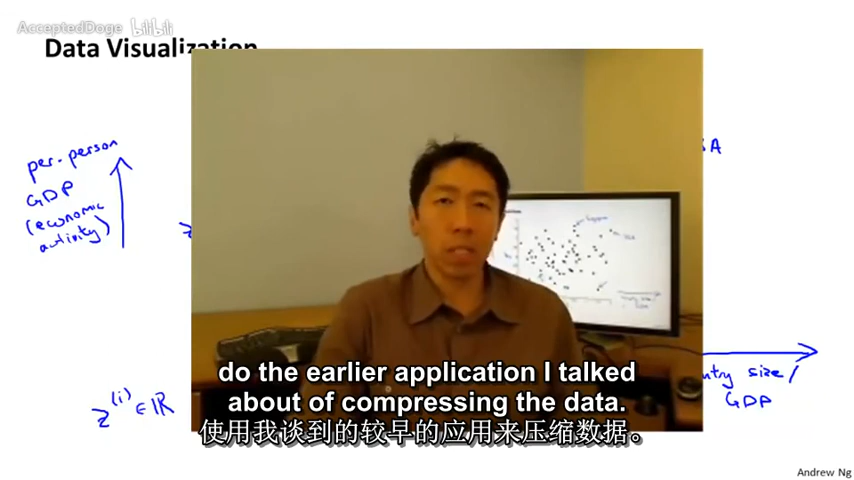 AcceptedDoge bilibili
Data Visualization
per-person
GDP
(economic
activity)
z^(i) ∈ ℝ
size /
GDP
do the earlier application I talked
about of compressing the data.
使用我谈到的较早的应用来压缩数据。
Andrew Ng